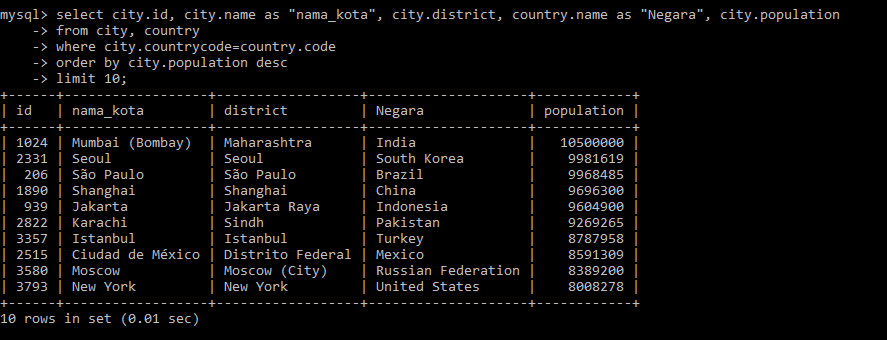 mysql> select city.id, city.name as "nama_kota", city.district, country.name as "Negara", city.population
    -> from city, country
    -> where city.countrycode=country.code
    -> order by city.population desc
    -> limit 10;
+------+------------------+------------------+--------------------+------------+
| id   | nama_kota        | district         | Negara             | population |
+------+------------------+------------------+--------------------+------------+
| 1024 | Mumbai (Bombay)  | Maharashtra      | India              |   10500000 |
| 2331 | Seoul            | Seoul            | South Korea        |    9981619 |
|  206 | São Paulo        | São Paulo        | Brazil             |    9968485 |
| 1890 | Shanghai         | Shanghai         | China              |    9696300 |
|  939 | Jakarta          | Jakarta Raya     | Indonesia          |    9604900 |
| 2822 | Karachi          | Sindh            | Pakistan           |    9269265 |
| 3357 | Istanbul         | Istanbul         | Turkey             |    8787958 |
| 2515 | Ciudad de México | Distrito Federal | Mexico             |    8591309 |
| 3580 | Moscow           | Moscow (City)    | Russian Federation |    8389200 |
| 3793 | New York         | New York         | United States      |    8008278 |
+------+------------------+------------------+--------------------+------------+
10 rows in set (0.01 sec)